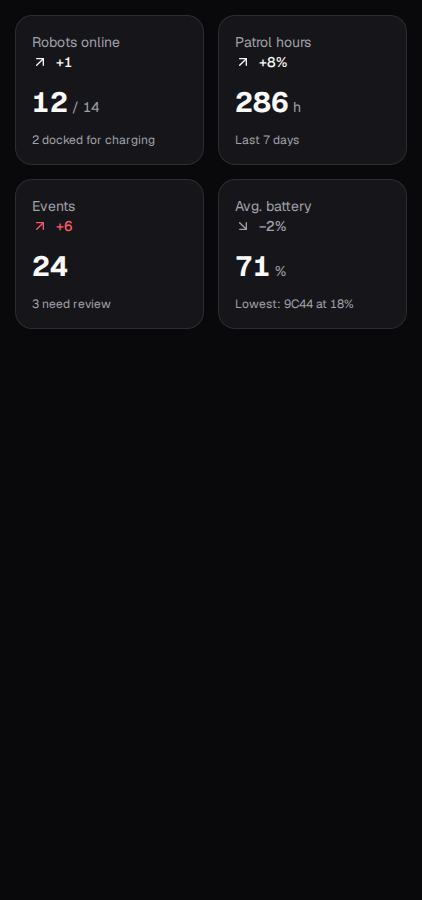 Robots online
+1
12 / 14
2 docked for charging
Patrol hours
+8%
286 h
Last 7 days
Events
+6
24
3 need review
Avg. battery
−2%
71 %
Lowest: 9C44 at 18%